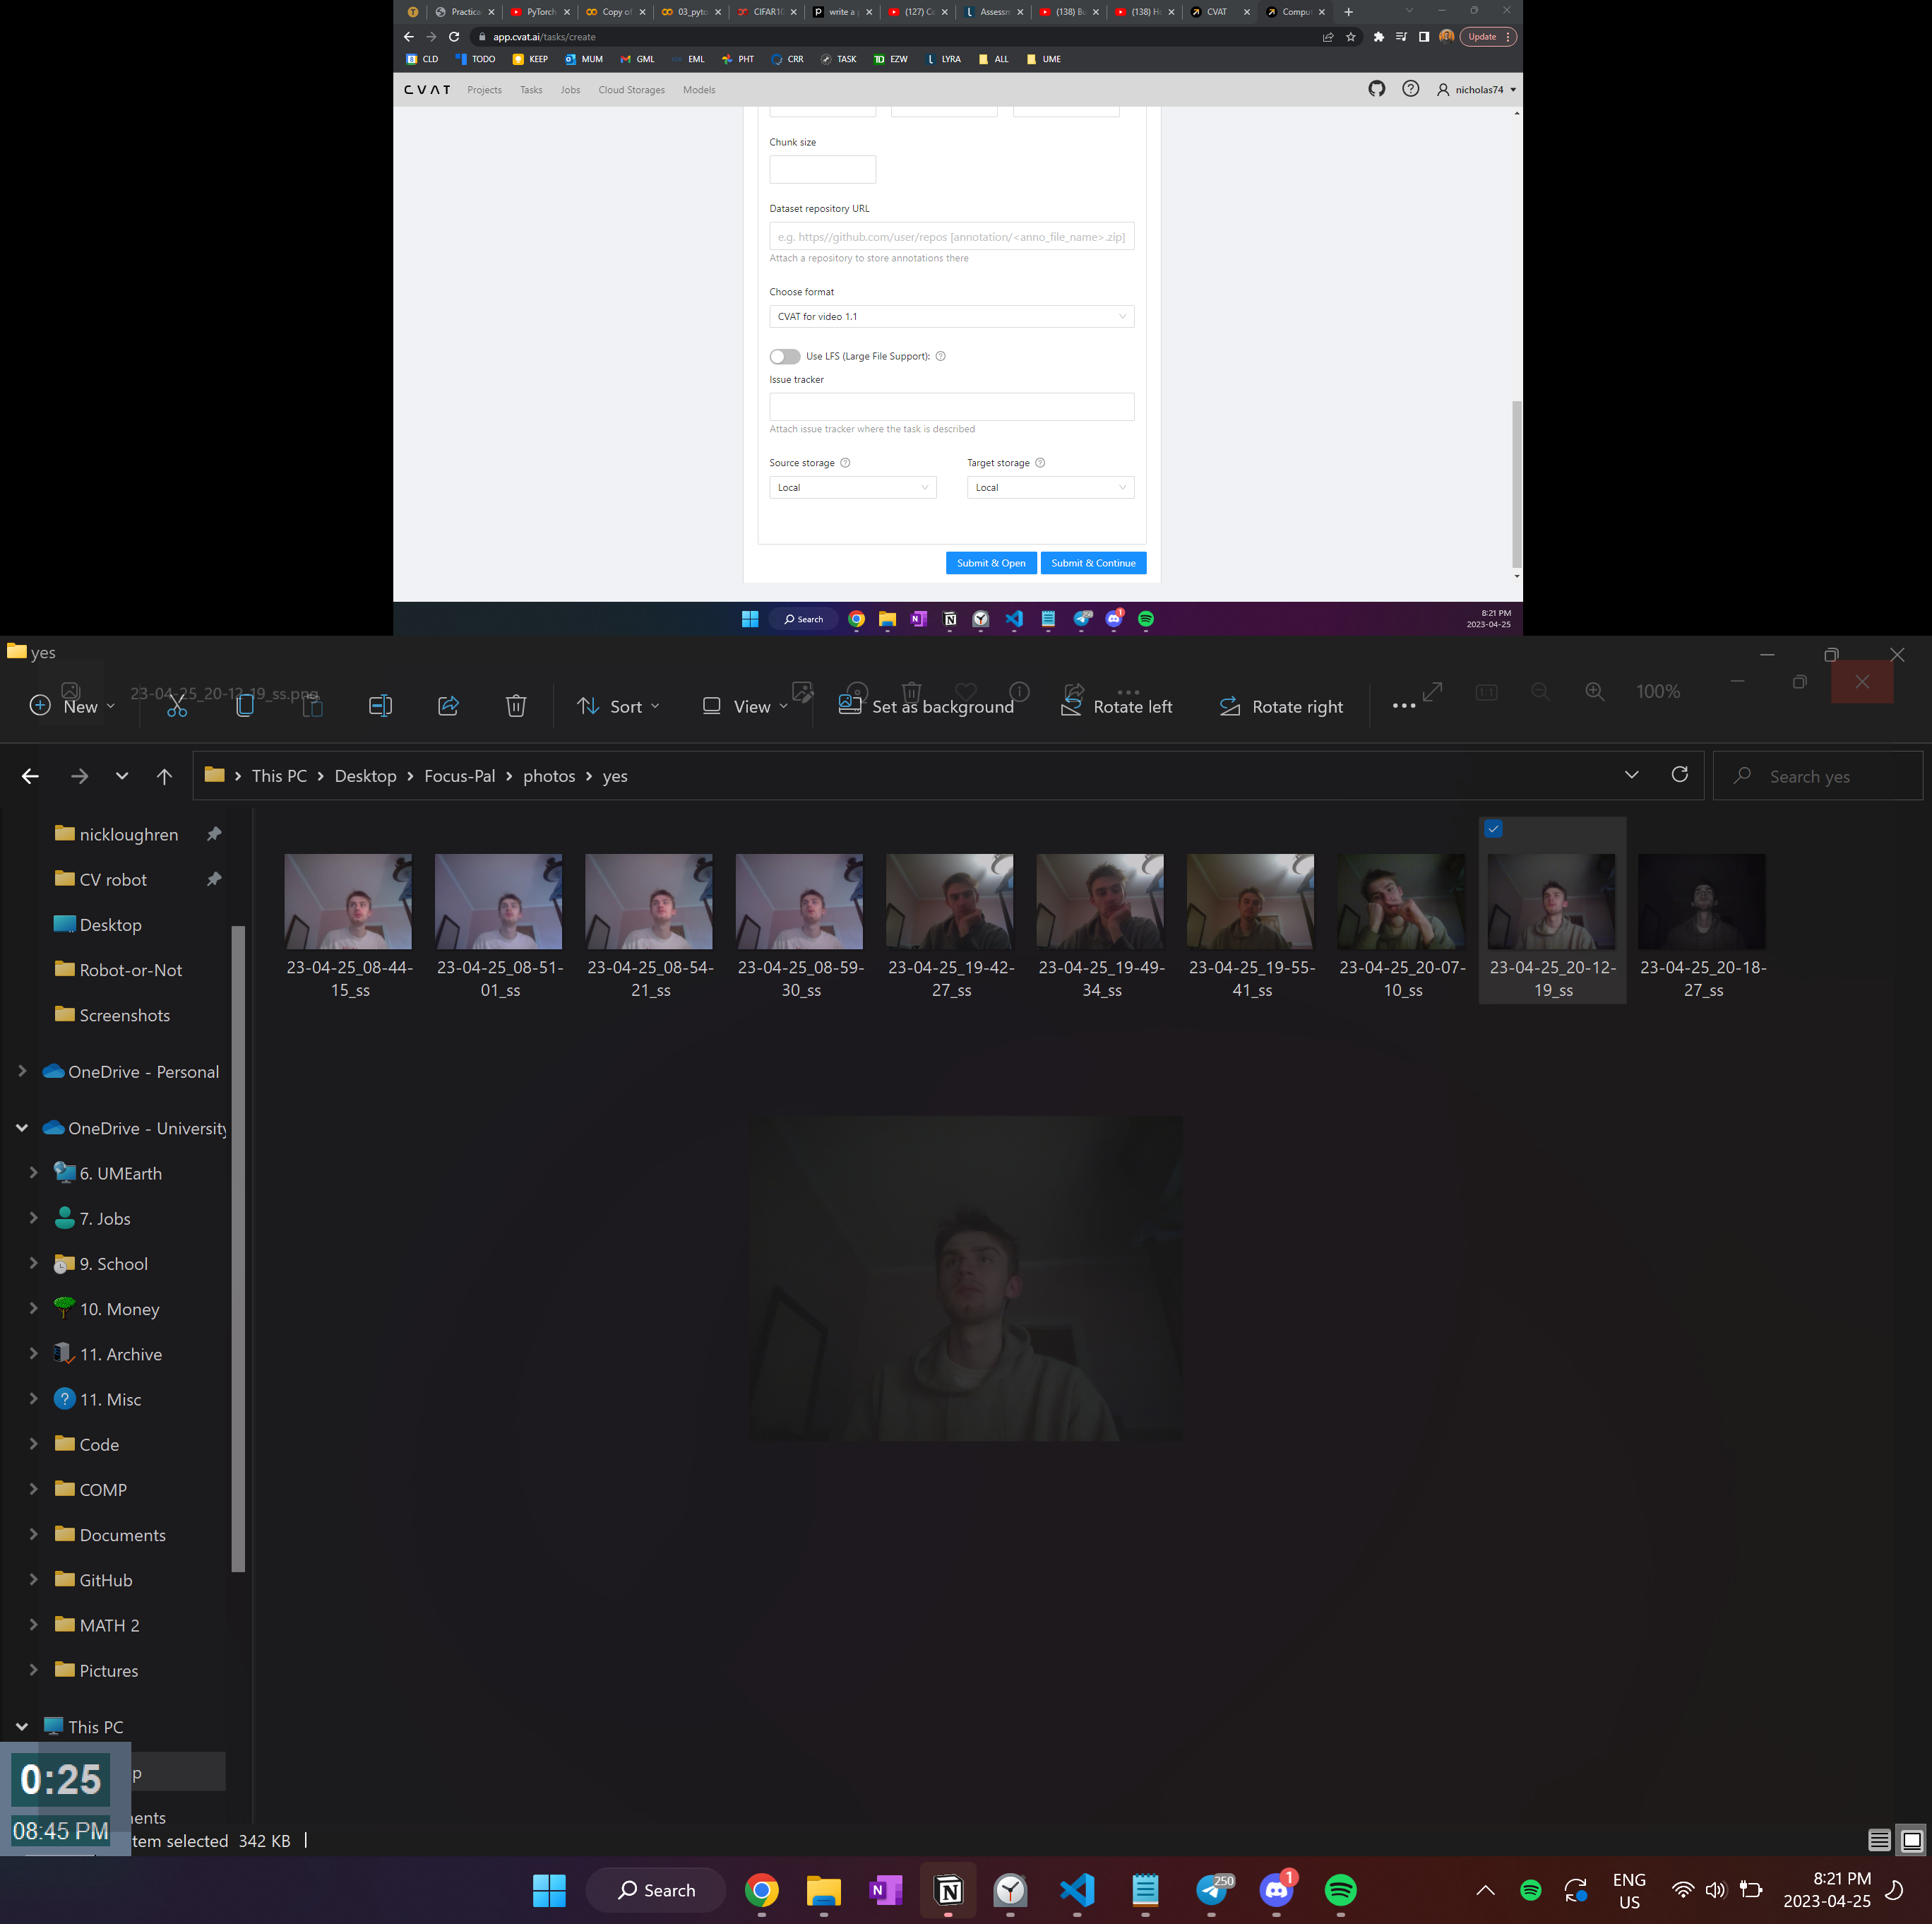 Practica
PyTorch
Copy of
03_pyto
CIFAR10
write a p
(127) Co
Assessm
(138) Bu
(138) Ho
CVAT
Comput
app.cvat.ai/tasks/create
Update
CLD TODO KEEP MUM GML EML PHT CRR TASK EZW LYRA ALL UME
CVAT Projects Tasks Jobs Cloud Storages Models nicholas74
Chunk size
Dataset repository URL
e.g. https//github.com/user/repos [annotation/<anno_file_name>.zip]
Attach a repository to store annotations there
Choose format
CVAT for video 1.1
Use LFS (Large File Support):
Issue tracker
Attach issue tracker where the task is described
Source storage Target storage
Local Local
Submit & Open Submit & Continue
Search
8:21 PM
2023-04-25
yes
23-04-25_20-12-19_ss.png
100%
New Sort View Set as background Rotate left Rotate right
This PC > Desktop > Focus-Pal > photos > yes
Search yes
nickloughren
CV robot
Desktop
Robot-or-Not
Screenshots
OneDrive - Personal
OneDrive - University
6. UMEarth
7. Jobs
9. School
10. Money
11. Archive
11. Misc
Code
COMP
Documents
GitHub
MATH 2
Pictures
This PC
p
ments
23-04-25_08-44-15_ss
23-04-25_08-51-01_ss
23-04-25_08-54-21_ss
23-04-25_08-59-30_ss
23-04-25_19-42-27_ss
23-04-25_19-49-34_ss
23-04-25_19-55-41_ss
23-04-25_20-07-10_ss
23-04-25_20-12-19_ss
23-04-25_20-18-27_ss
0:25
08:45 PM
tem selected 342 KB
Search
250
1
ENG
US
8:21 PM
2023-04-25